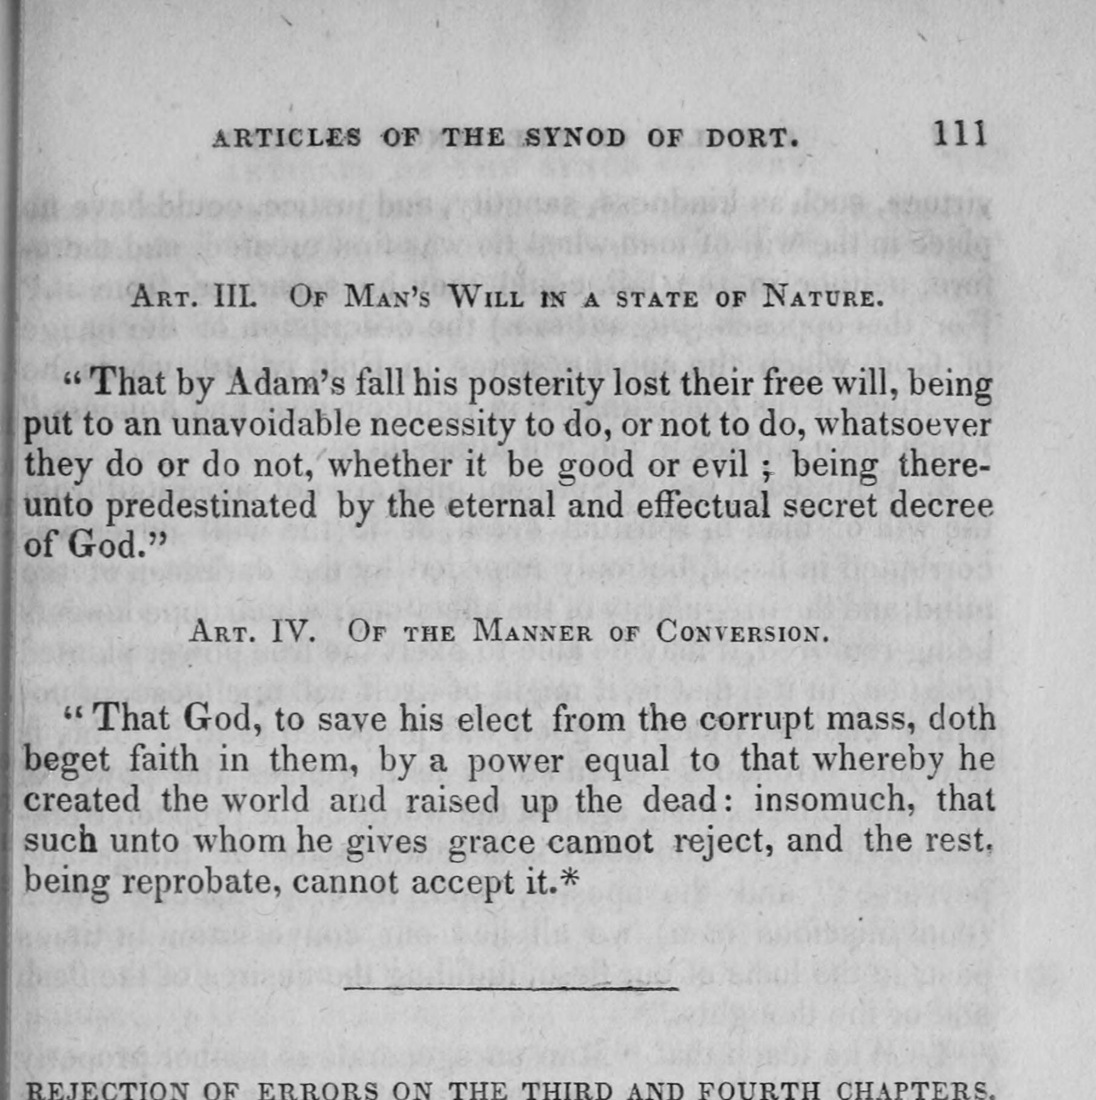 ARTICLES OF THE SYNOD OF DORT. 111
ART. III. OF MAN'S WILL IN A STATE OF NATURE.
“That by Adam's fall his posterity lost their free will, being
put to an unavoidable necessity to do, or not to do, whatsoever
they do or do not, whether it be good or evil ; being there-
unto predestinated by the eternal and effectual secret decree
of God.”
ART. IV. OF THE MANNER OF CONVERSION.
“That God, to save his elect from the corrupt mass, doth
beget faith in them, by a power equal to that whereby he
created the world and raised up the dead: insomuch, that
such unto whom he gives grace cannot reject, and the rest,
being reprobate, cannot accept it.*
REJECTION OF ERRORS ON THE THIRD AND FOURTH CHAPTERS.